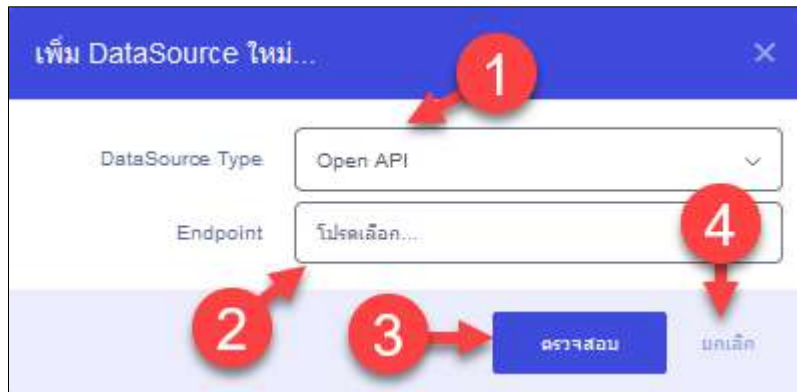 เพิ่ม DataSource ใหม่...
×
1
DataSource Type
Open API
Endpoint
โปรดเลือก...
4
2
3
ตรวจสอบ
ยกเลิก